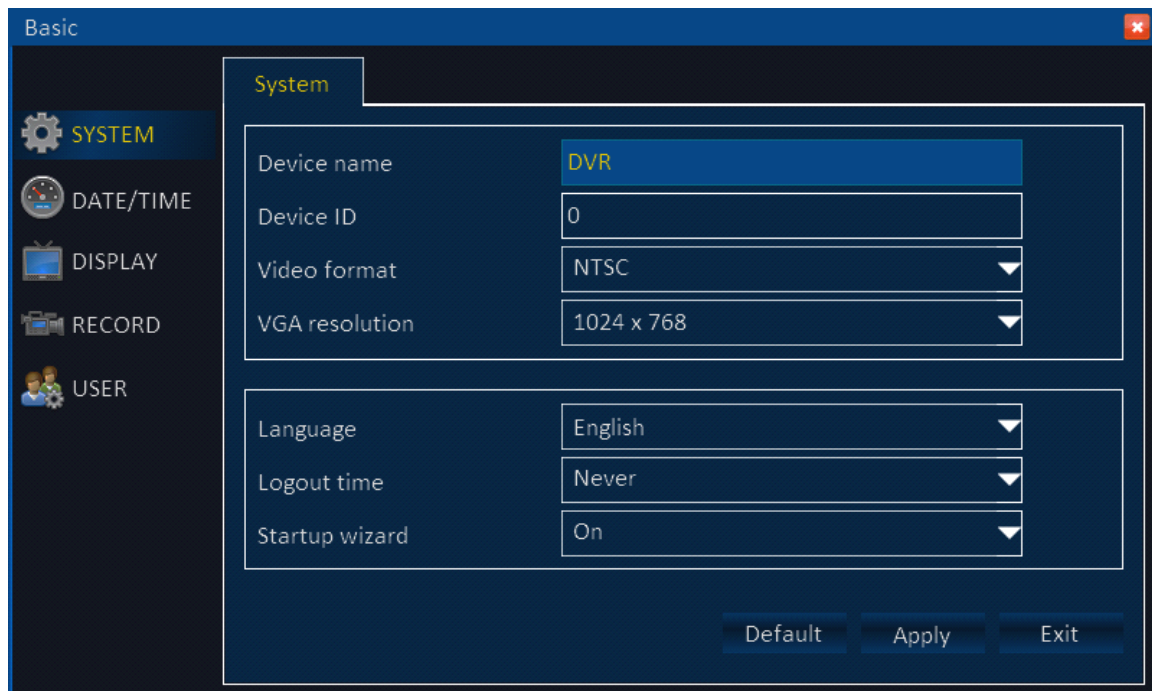 Basic
System
SYSTEM
DATE/TIME
DISPLAY
RECORD
USER
Device name DVR
Device ID 0
Video format NTSC
VGA resolution 1024 x 768
Language English
Logout time Never
Startup wizard On
Default Apply Exit